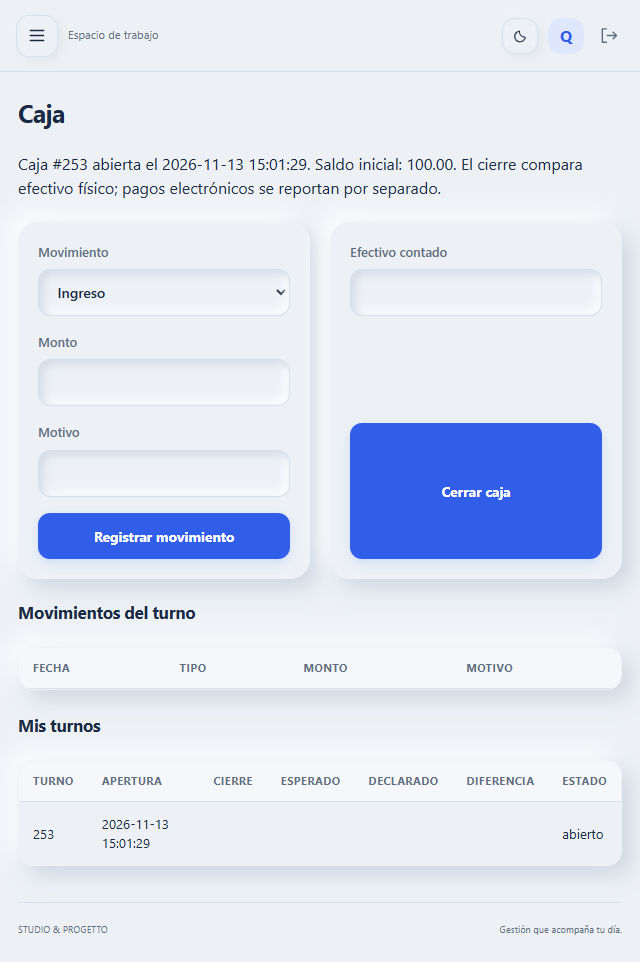 Espacio de trabajo
Q
Caja
Caja #253 abierta el 2026-11-13 15:01:29. Saldo inicial: 100.00. El cierre compara
efectivo físico; pagos electrónicos se reportan por separado.
Movimiento
Ingreso
Monto
Motivo
Registrar movimiento
Efectivo contado
Cerrar caja
Movimientos del turno
FECHA TIPO MONTO MOTIVO
Mis turnos
TURNO APERTURA CIERRE ESPERADO DECLARADO DIFERENCIA ESTADO
253 2026-11-13 15:01:29 abierto
STUDIO & PROGETTO
Gestión que acompaña tu día.